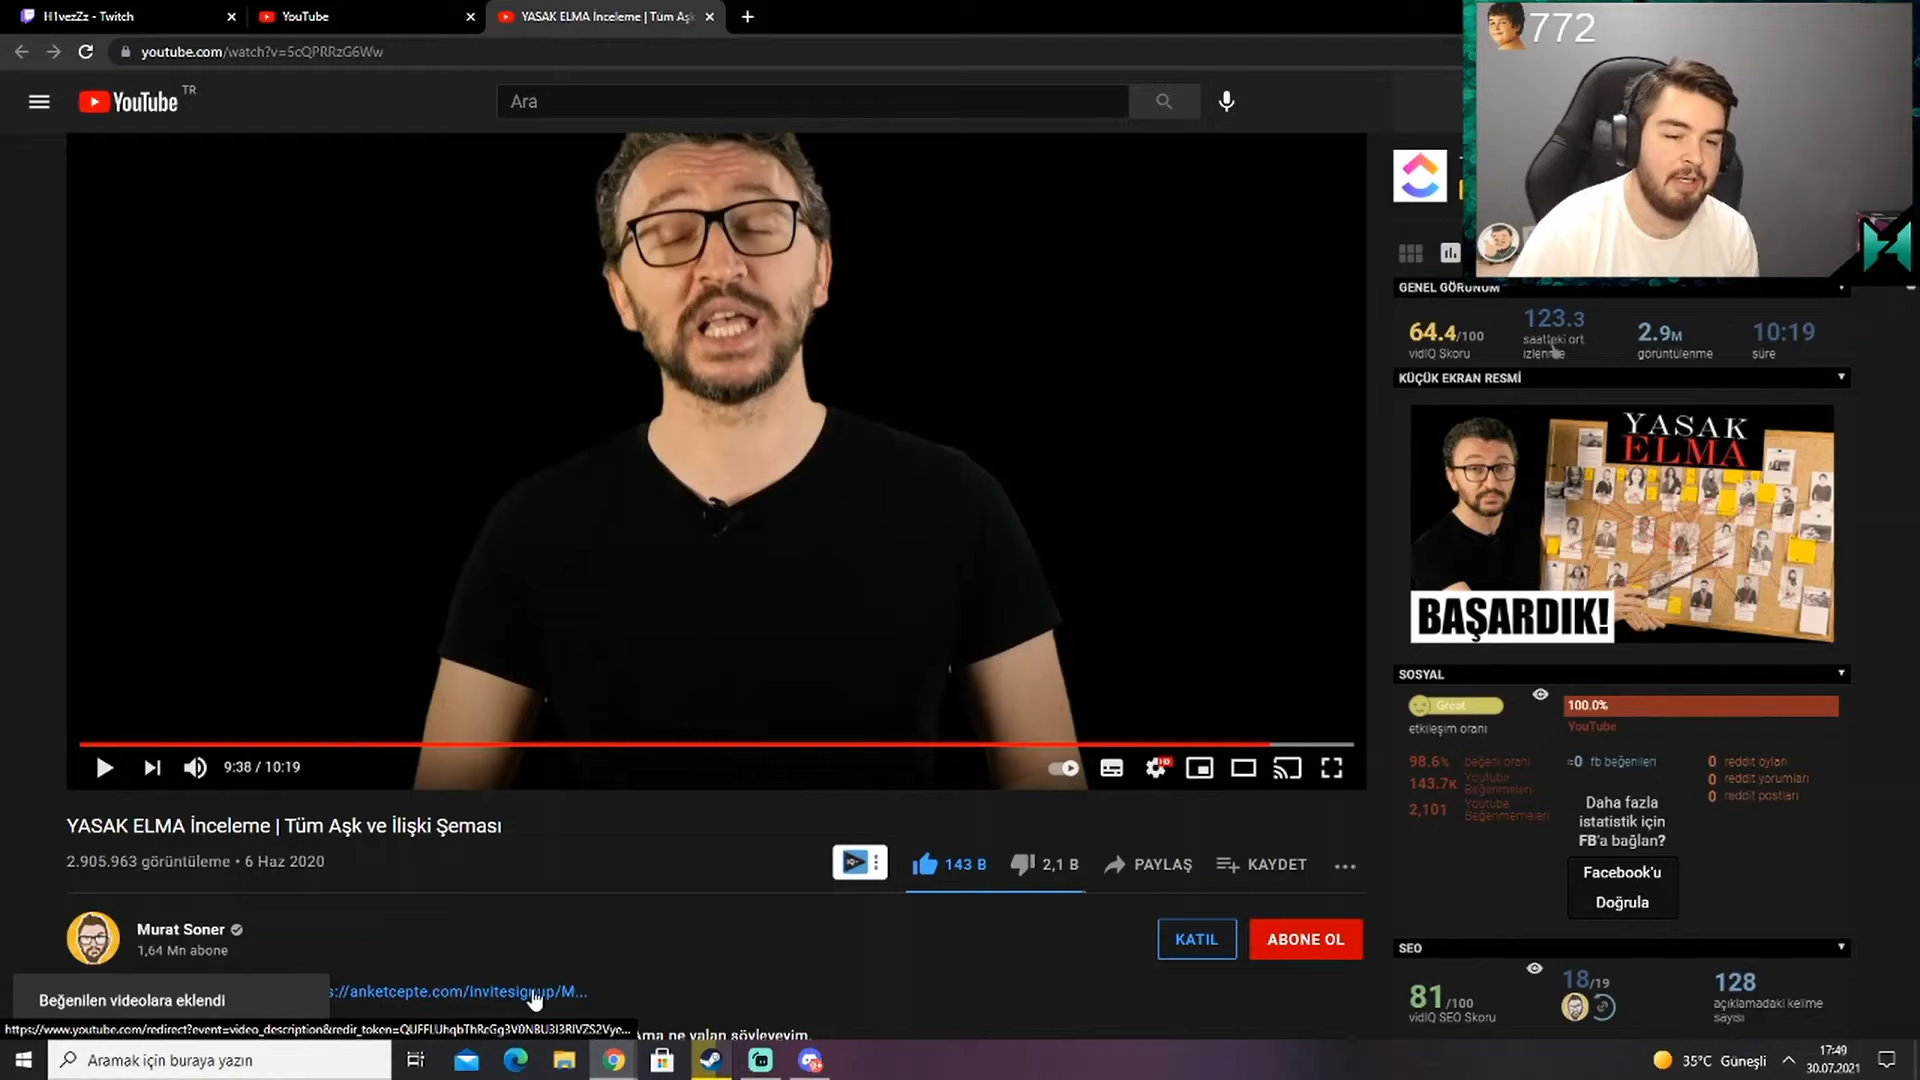 H1vezZz - Twitch
YouTube
YASAK ELMA İnceleme | Tüm Aşk
youtube.com/watch?v=5cQPRRzG6Ww
772
YouTube TR
Ara
GENEL GÖRÜNÜM
64.4/100
vidIQ Skoru
123.3
saatteki ort.
izlenme
2.9M
görüntülenme
10:19
süre
KÜÇÜK EKRAN RESMİ
YASAK
ELMA
BAŞARDIK!
SOSYAL
Great
etkileşim oranı
100.0%
YouTube
98.6% beğeni oranı
143.7K Youtube Beğenmeleri
2,101 Youtube Beğenmemeleri
≈0 fb beğenileri
0 reddit oyları
0 reddit yorumları
0 reddit postları
Daha fazla
istatistik için
FB'a bağlan?
Facebook'u
Doğrula
SEO
81/100
vidIQ SEO Skoru
18/19
128
açıklamadaki kelime
sayısı
9:38 / 10:19
HD
YASAK ELMA İnceleme | Tüm Aşk ve İlişki Şeması
2.905.963 görüntüleme • 6 Haz 2020
143 B
2,1 B
PAYLAŞ
KAYDET
Murat Soner
1,64 Mn abone
KATIL
ABONE OL
s://anketcepte.com/invitesignup/M...
Beğenilen videolara eklendi
Ama ne yalan söyleyeyim,
Aramak için buraya yazın
35°C Güneşli
17:49
30.07.2021